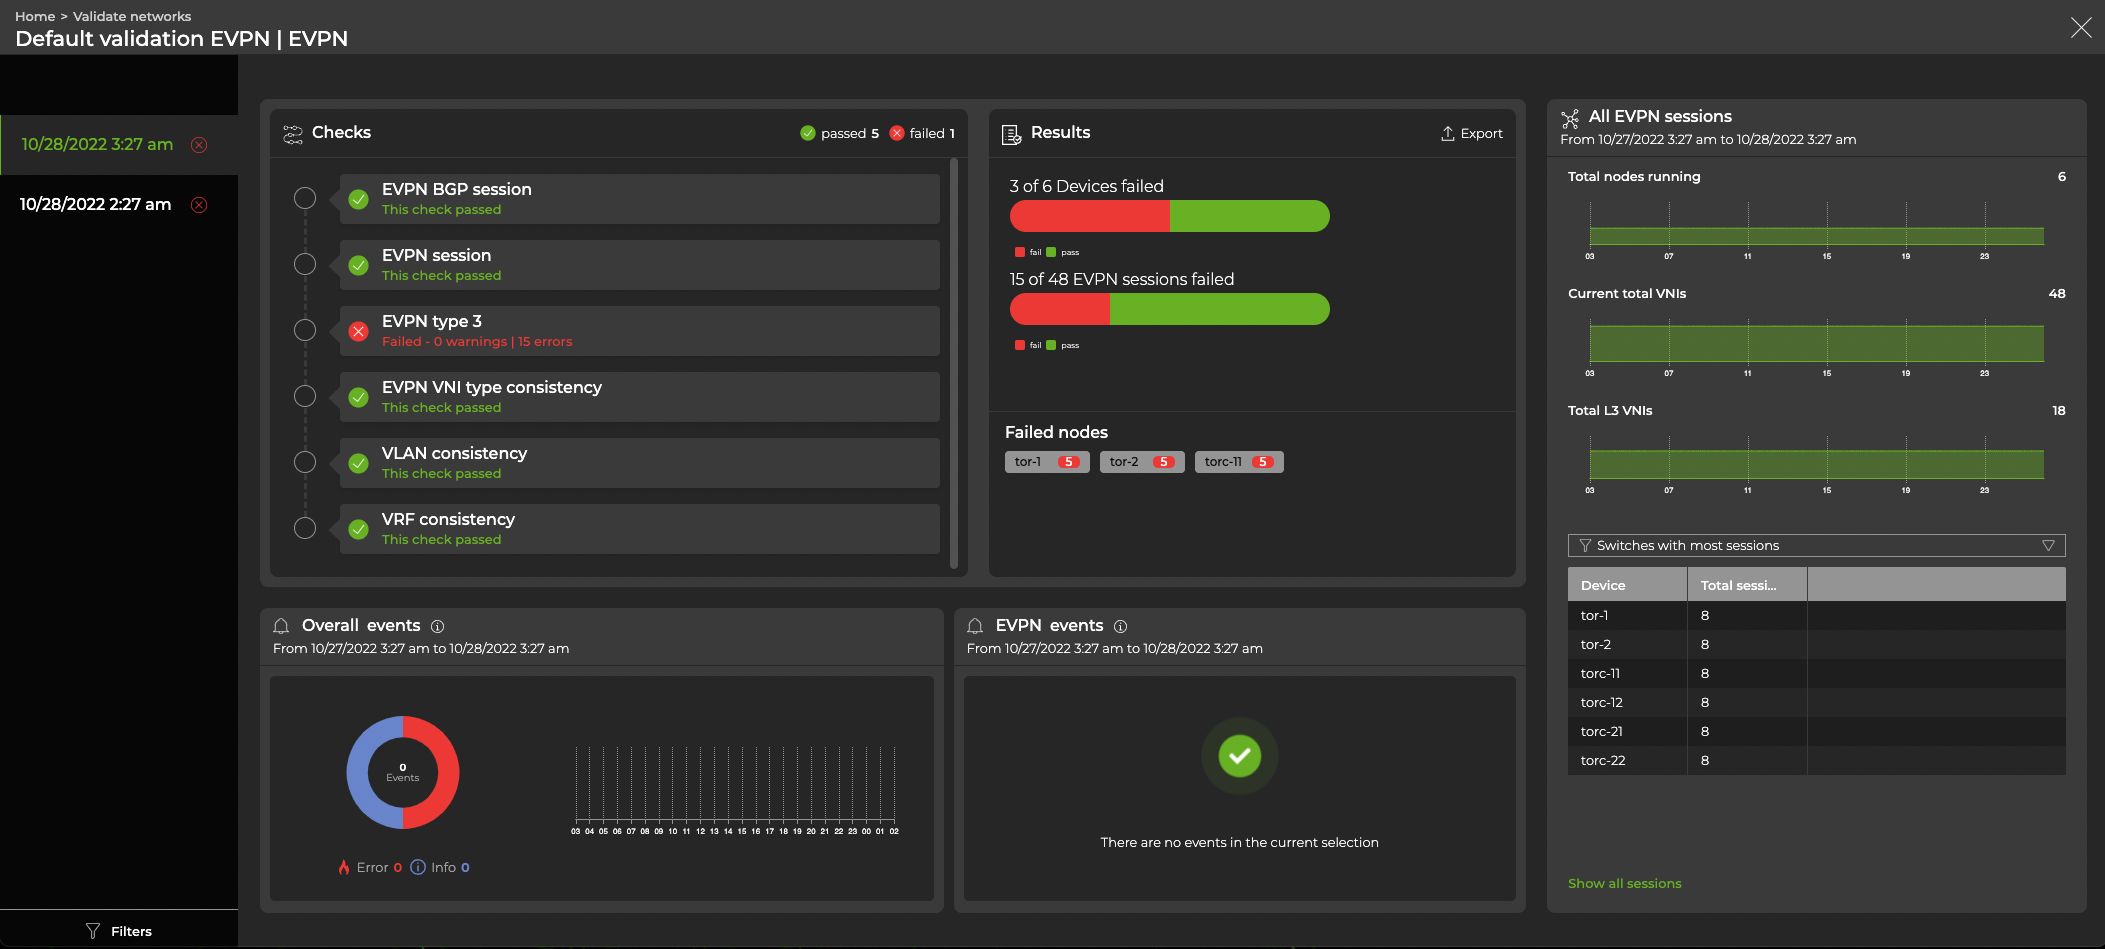 Home > Validate networks
Default validation EVPN | EVPN
10/28/2022 3:27 am
10/28/2022 2:27 am
Filters
Checks
passed 5 failed 1
EVPN BGP session
This check passed
EVPN session
This check passed
EVPN type 3
Failed - 0 warnings | 15 errors
EVPN VNI type consistency
This check passed
VLAN consistency
This check passed
VRF consistency
This check passed
Results
Export
3 of 6 Devices failed
fail pass
15 of 48 EVPN sessions failed
fail pass
Failed nodes
tor-1 5 tor-2 5 torc-11 5
Overall events
From 10/27/2022 3:27 am to 10/28/2022 3:27 am
0
Events
Error 0 Info 0
03 04 05 06 07 08 09 10 11 12 13 14 15 16 17 18 19 20 21 22 23 00 01 02
EVPN events
From 10/27/2022 3:27 am to 10/28/2022 3:27 am
There are no events in the current selection
All EVPN sessions
From 10/27/2022 3:27 am to 10/28/2022 3:27 am
Total nodes running 6
03 07 11 15 19 23
Current total VNIs 48
03 07 11 15 19 23
Total L3 VNIs 18
03 07 11 15 19 23
Switches with most sessions
Device Total sessi...
tor-1 8
tor-2 8
torc-11 8
torc-12 8
torc-21 8
torc-22 8
Show all sessions